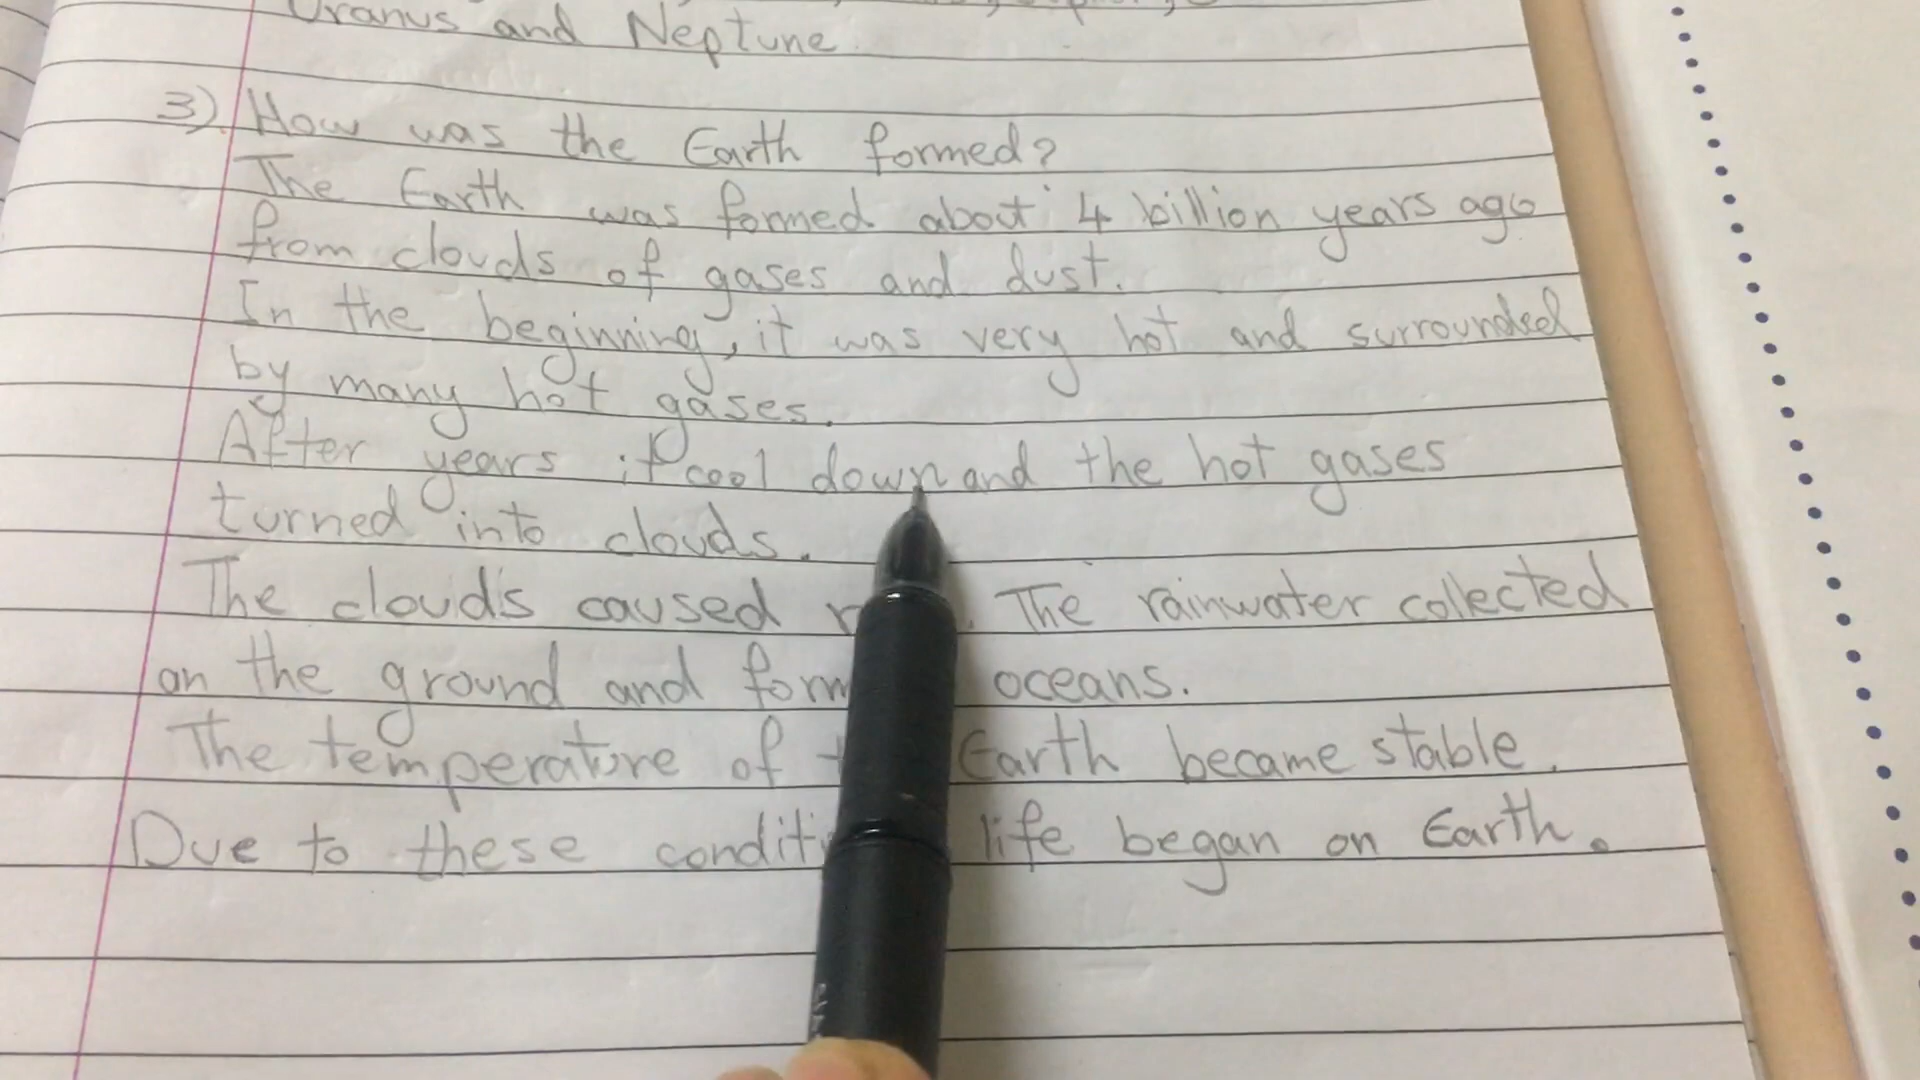 Uranus and Neptune.
3) How was the Earth formed?
The Earth was formed about 4 billion years ago
from clouds of gases and dust.
In the beginning, it was very hot and surrounded
by many hot gases.
After years it cool down and the hot gases
turned into clouds.
The clouds caused The rainwater collected
on the ground and oceans.
The temperature of Earth became stable.
Due to these life began on Earth.